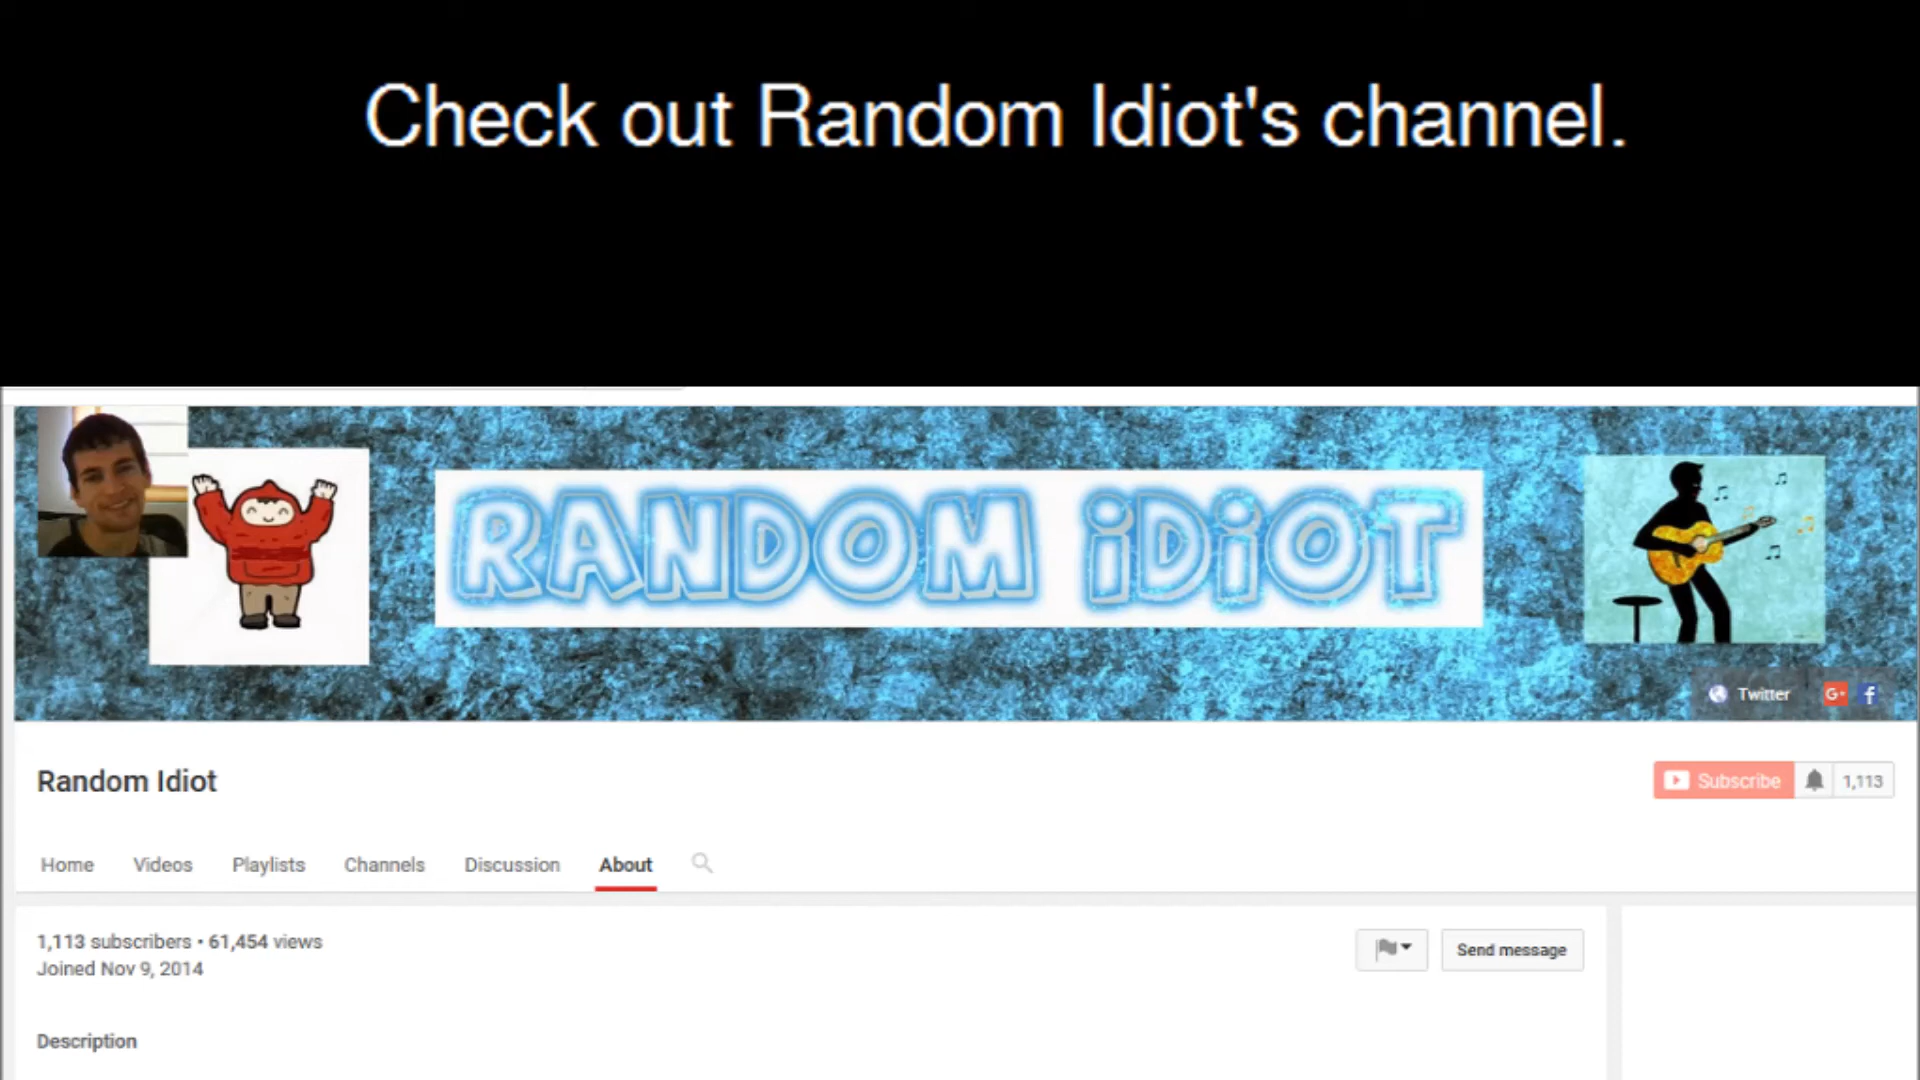 Check out Random Idiot's channel.
RANDOM iDiOT
Twitter G+ f
Random Idiot
Subscribe 1,113
Home Videos Playlists Channels Discussion About
1,113 subscribers • 61,454 views
Send message
Joined Nov 9, 2014
Description